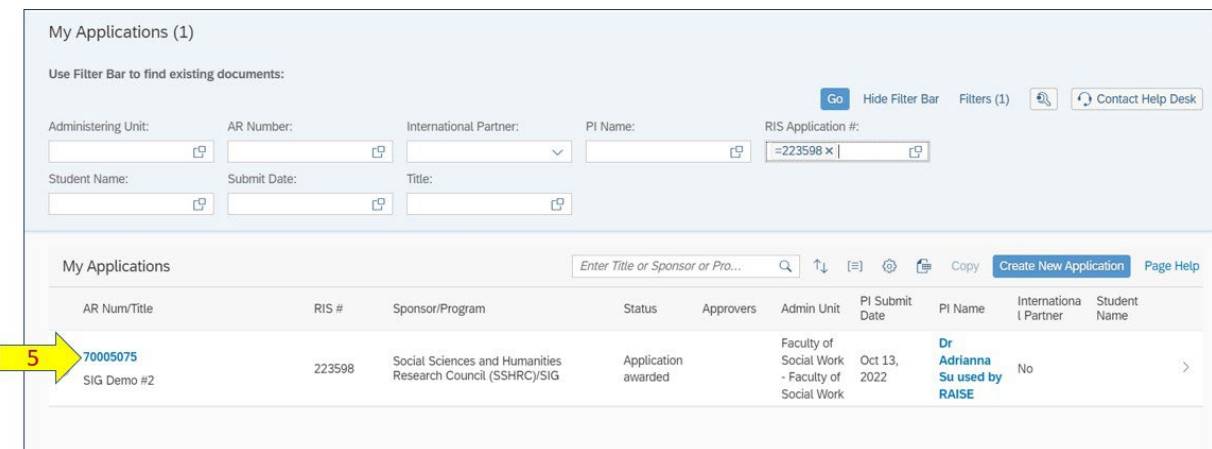 My Applications (1)
Use Filter Bar to find existing documents:
Go Hide Filter Bar Filters (1) Contact Help Desk
Administering Unit: AR Number: International Partner: PI Name: RIS Application #:
=223598 ×
Student Name: Submit Date: Title:
My Applications Enter Title or Sponsor or Pro... Copy Create New Application Page Help
AR Num/Title RIS # Sponsor/Program Status Approvers Admin Unit PI Submit PI Name Internationa Student
Date l Partner Name
5 70005075
SIG Demo #2
223598
Social Sciences and Humanities
Research Council (SSHRC)/SIG
Application
awarded
Faculty of
Social Work
- Faculty of
Social Work
Oct 13,
2022
Dr
Adrianna
Su used by
RAISE
No